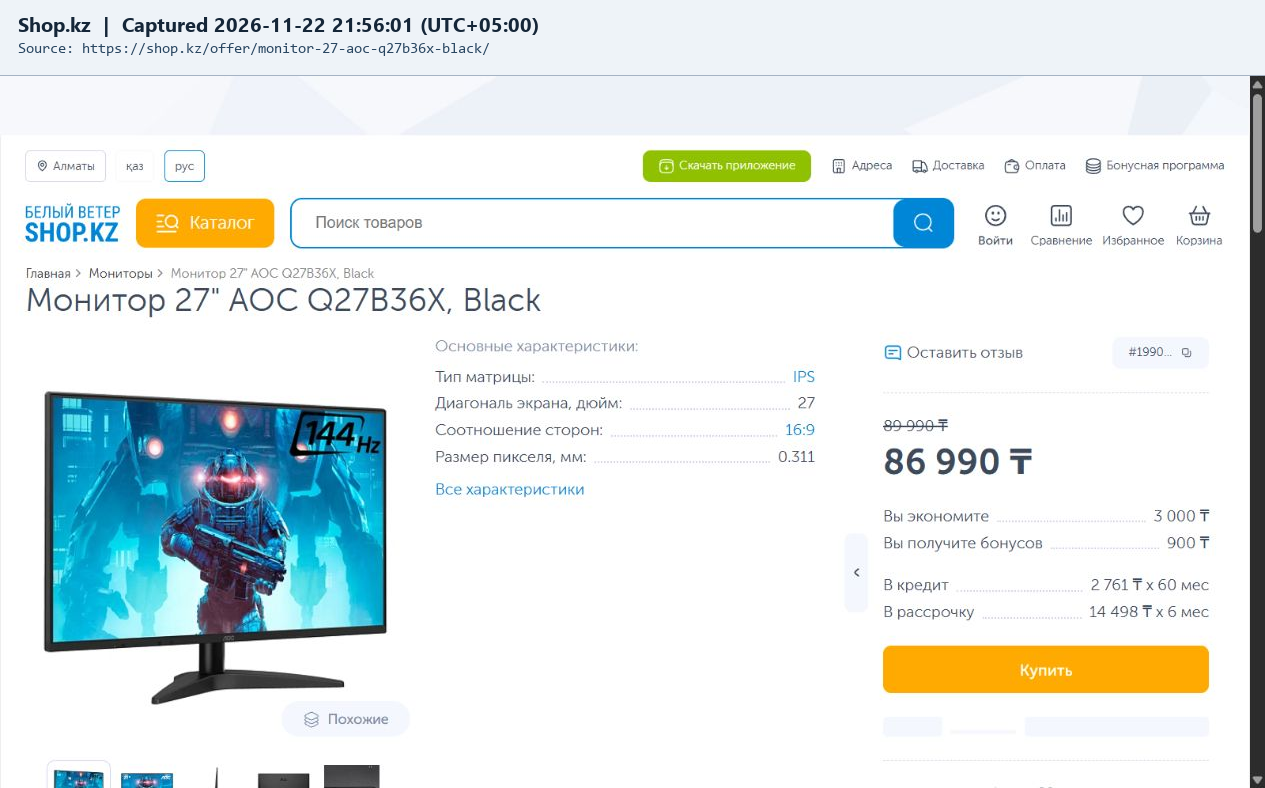 Shop.kz | Captured 2026-11-22 21:56:01 (UTC+05:00)
Source: https://shop.kz/offer/monitor-27-aoc-q27b36x-black/
Алматы қаз рус Скачать приложение Адреса Доставка Оплата Бонусная программа
БЕЛЫЙ ВЕТЕР
SHOP.KZ
Каталог
Поиск товаров
Войти Сравнение Избранное Корзина
Главная > Мониторы > Монитор 27" AOC Q27B36X, Black
Монитор 27" AOC Q27B36X, Black
144Hz
Основные характеристики:
Тип матрицы: IPS
Диагональ экрана, дюйм: 27
Соотношение сторон: 16:9
Размер пикселя, мм: 0.311
Все характеристики
Похожие
Оставить отзыв #1990...
89 990 ₸
86 990 ₸
Вы экономите 3 000 ₸
Вы получите бонусов 900 ₸
В кредит 2 761 ₸ x 60 мес
В рассрочку 14 498 ₸ x 6 мес
Купить